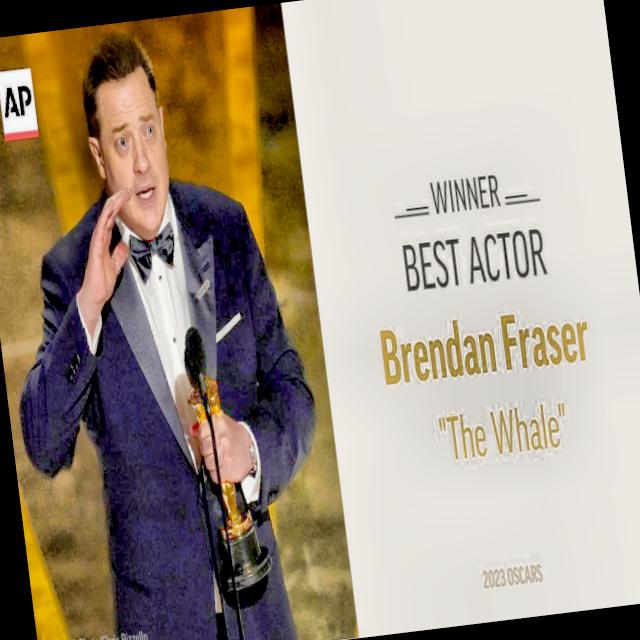 AP
WINNER
BEST ACTOR
Brendan Fraser
"The Whale"
2023 OSCARS